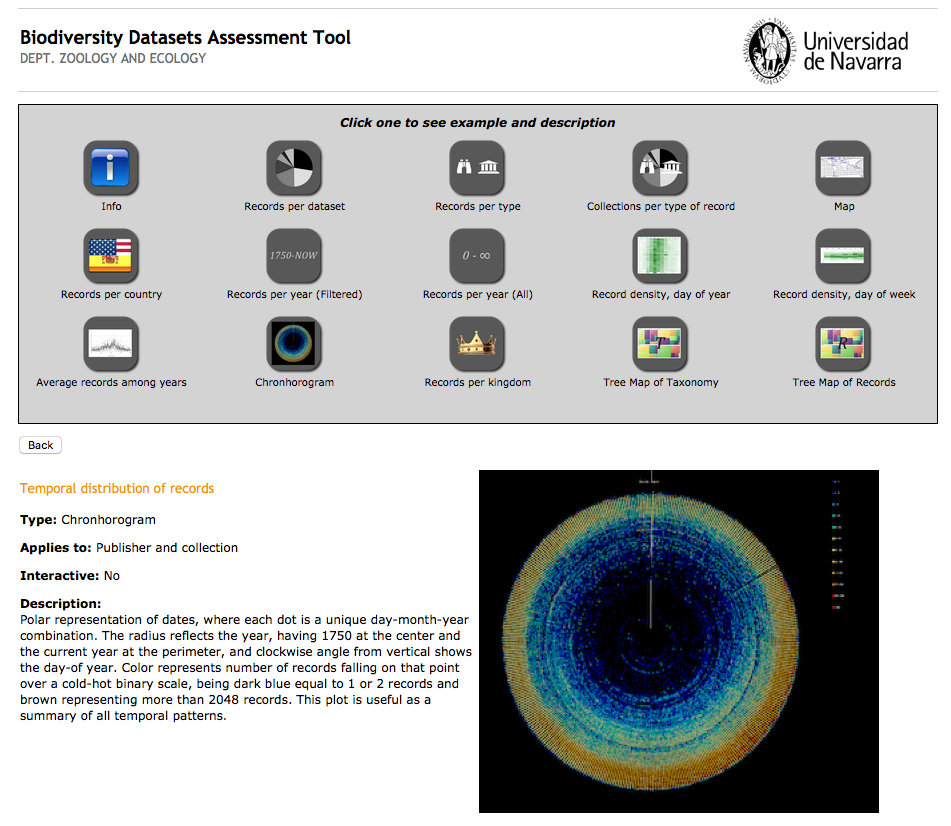 Biodiversity Datasets Assessment Tool
DEPT. ZOOLOGY AND ECOLOGY
Universidad
de Navarra
Click one to see example and description
Info
Records per dataset
Records per type
Collections per type of record
Map
1750-NOW
0 - ∞
Records per country
Records per year (Filtered)
Records per year (All)
Record density, day of year
Record density, day of week
T
R
Average records among years
Chronhorogram
Records per kingdom
Tree Map of Taxonomy
Tree Map of Records
Back
Temporal distribution of records
Type: Chronhorogram
Applies to: Publisher and collection
Interactive: No
Description:
Polar representation of dates, where each dot is a unique day-month-year
combination. The radius reflects the year, having 1750 at the center and
the current year at the perimeter, and clockwise angle from vertical shows
the day-of year. Color represents number of records falling on that point
over a cold-hot binary scale, being dark blue equal to 1 or 2 records and
brown representing more than 2048 records. This plot is useful as a
summary of all temporal patterns.